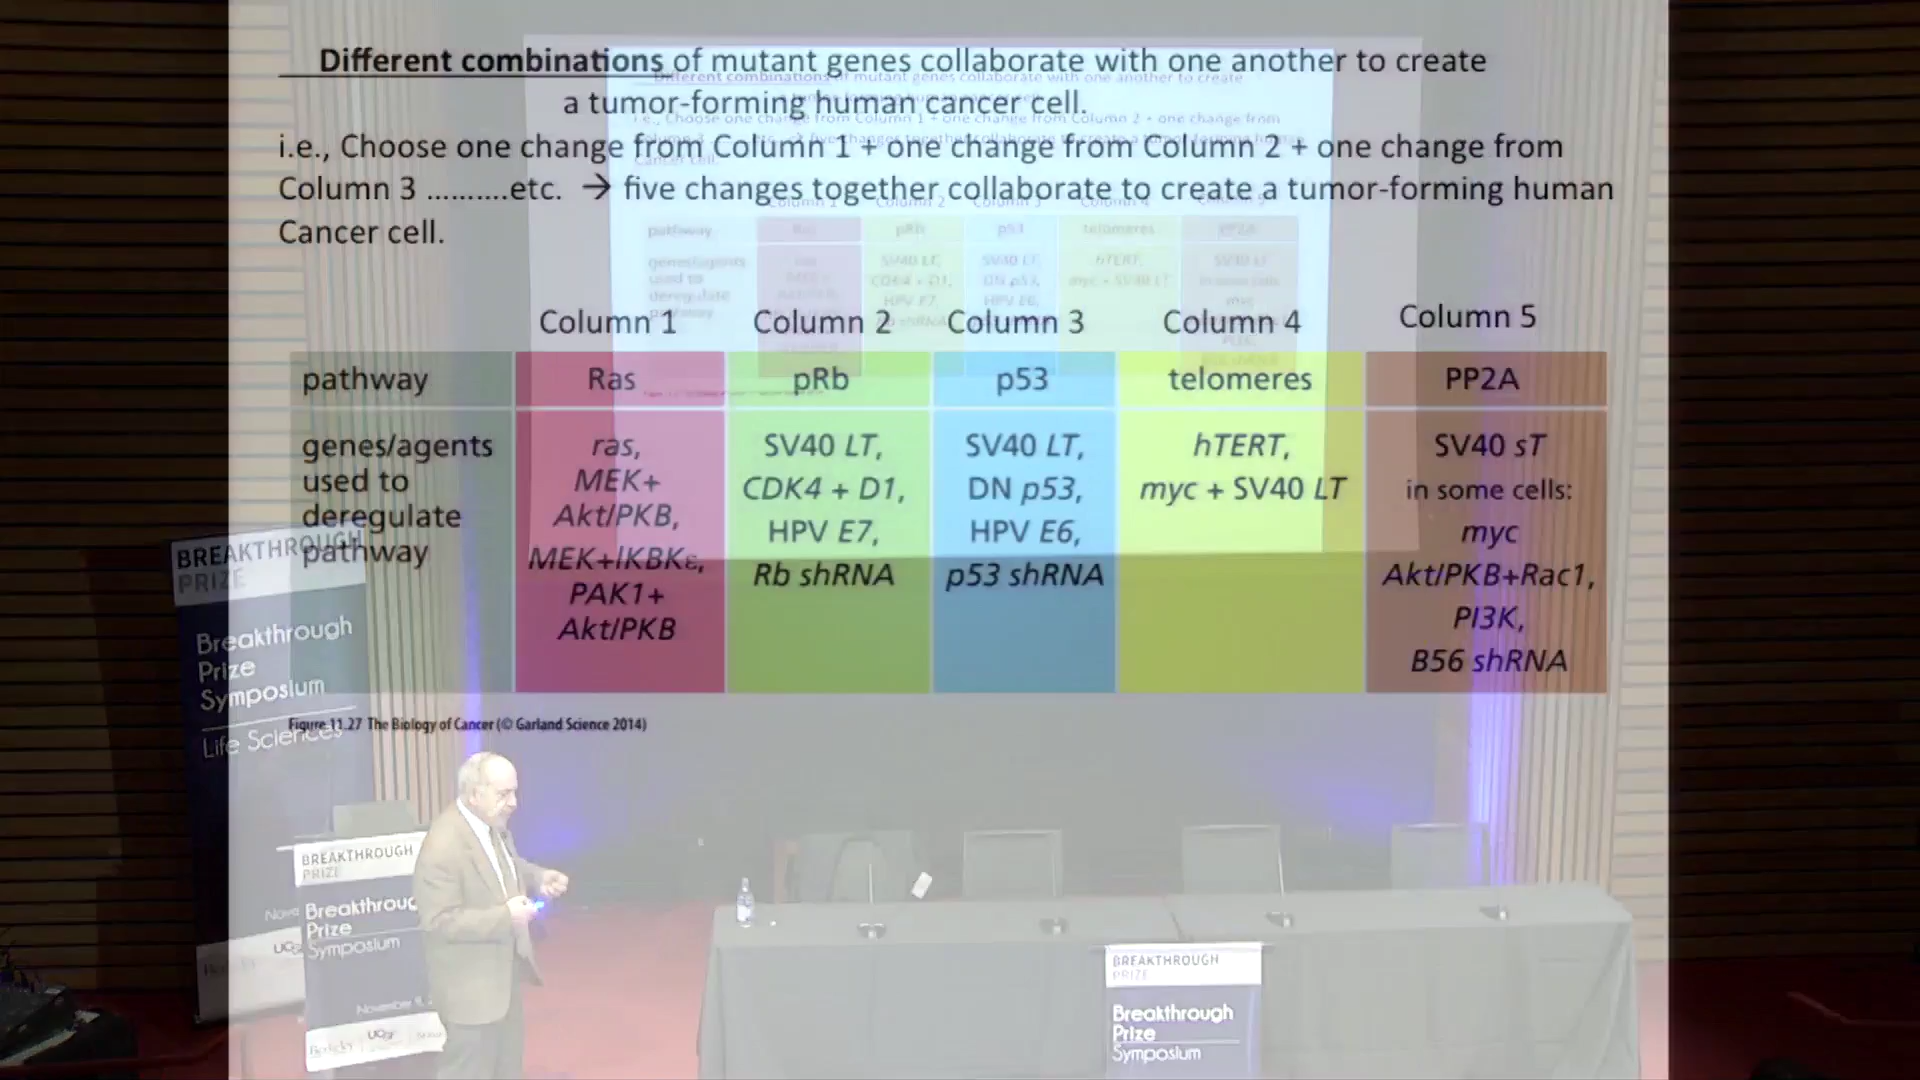 Different combinations of mutant genes collaborate with one another to create
a tumor-forming human cancer cell.
i.e., Choose one change from Column 1 + one change from Column 2 + one change from
Column 3 ..........etc. → five changes together collaborate to create a tumor-forming human
Cancer cell.
Column 1 Column 2 Column 3 Column 4 Column 5
pathway Ras pRb p53 telomeres PP2A
genes/agents
used to
deregulate
pathway
ras,
MEK+
Akt/PKB,
MEK+IKBKε,
PAK1+
Akt/PKB
SV40 LT,
CDK4 + D1,
HPV E7,
Rb shRNA
SV40 LT,
DN p53,
HPV E6,
p53 shRNA
hTERT,
myc + SV40 LT
SV40 sT
in some cells:
myc
Akt/PKB+Rac1,
PI3K,
B56 shRNA
Figure 11.27 The Biology of Cancer (© Garland Science 2014)
BREAKTHROUGH
PRIZE
Breakthrough
Prize
Symposium
Life Sciences
BREAKTHROUGH
PRIZE
Breakthroug
Prize
Symposium
November
Berkeley UCSF
BREAKTHROUGH
PRIZE
Breakthrough
Prize
Symposium